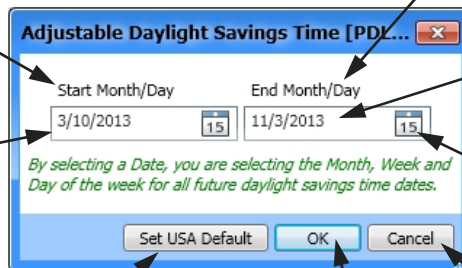 Adjustable Daylight Savings Time [PDL...
Start Month/Day End Month/Day
3/10/2013 15 11/3/2013 15
By selecting a Date, you are selecting the Month, Week and
Day of the week for all future daylight savings time dates.
Set USA Default OK Cancel